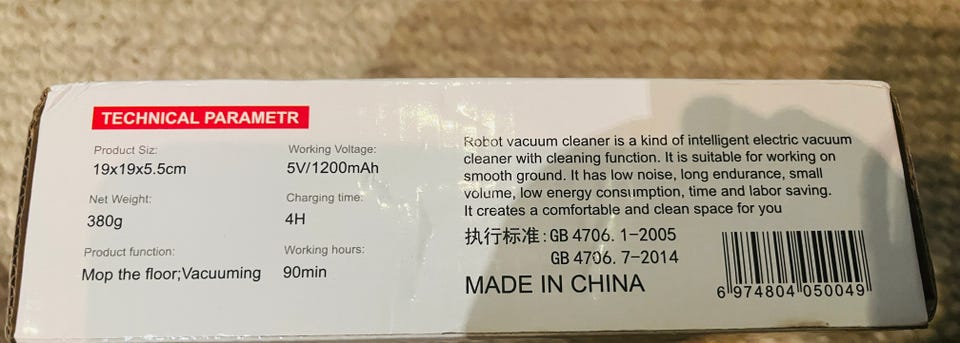 TECHNICAL PARAMETR
Product Siz:
19x19x5.5cm
Working Voltage:
5V/1200mAh
Net Weight:
380g
Charging time:
4H
Product function:
Mop the floor;Vacuuming
Working hours:
90min
Robot vacuum cleaner is a kind of intelligent electric vacuum
cleaner with cleaning function. It is suitable for working on
smooth ground. It has low noise, long endurance, small
volume, low energy consumption, time and labor saving.
It creates a comfortable and clean space for you
执行标准:GB 4706. 1-2005
GB 4706. 7-2014
MADE IN CHINA
6 974804 050049